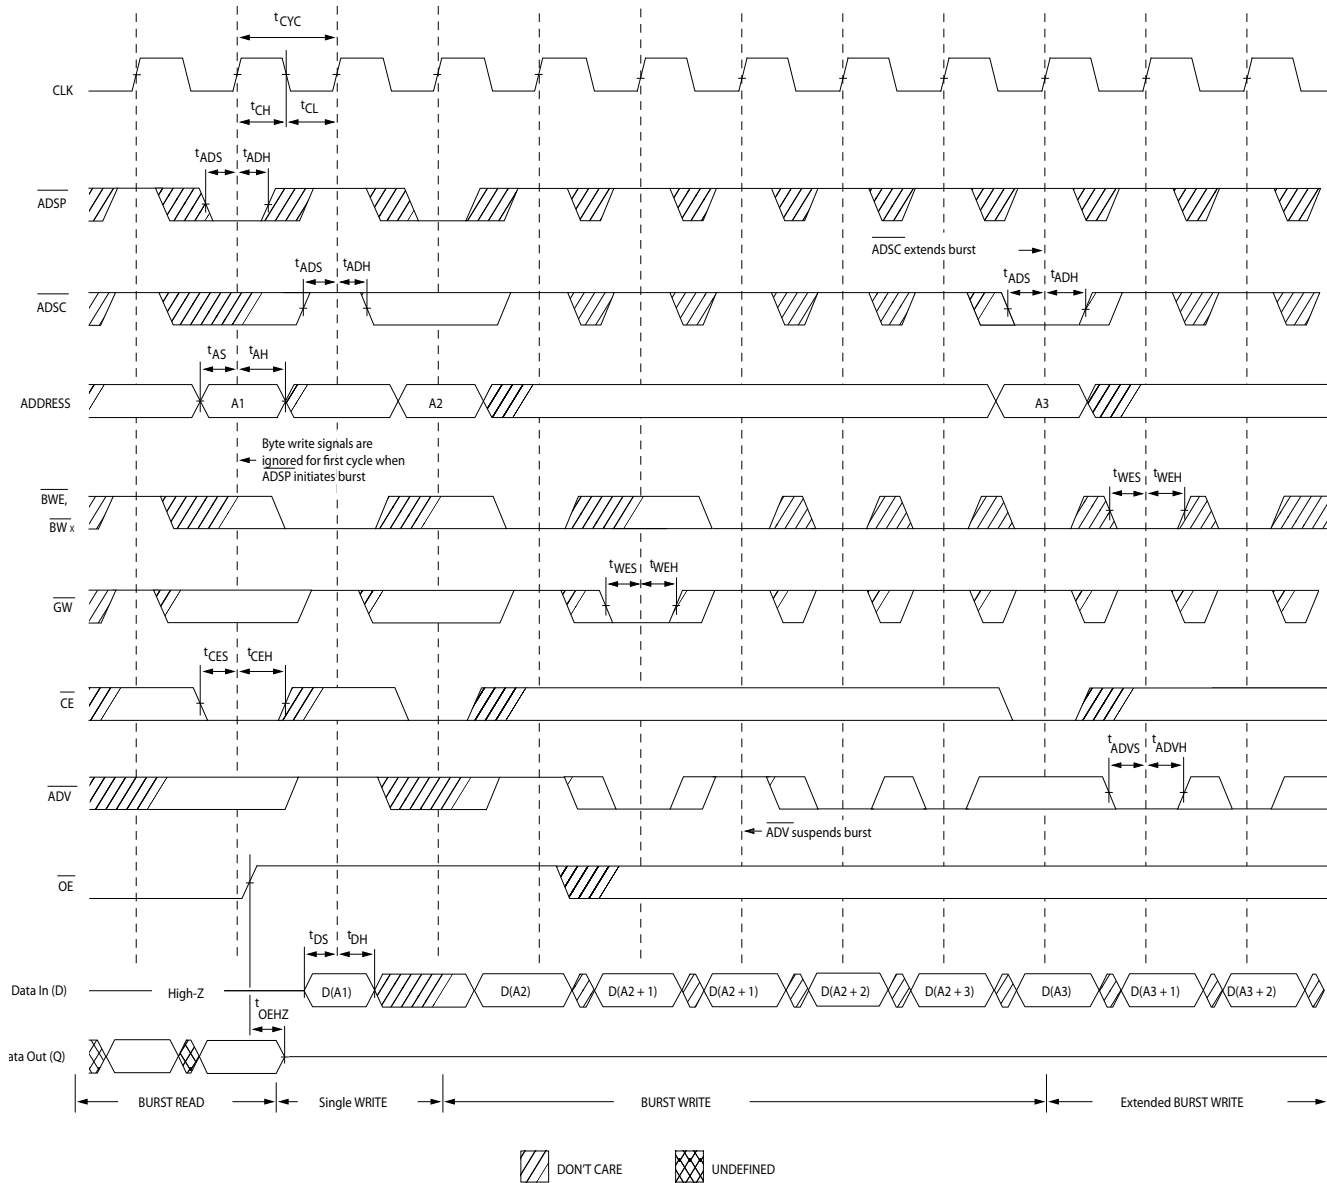 tCYC
CLK
tCH
tCL
tADS
tADH
ADSP
ADSC extends burst
tADS
tADH
tADS
tADH
ADSC
tAS
tAH
ADDRESS
A1
A2
A3
Byte write signals are
ignored for first cycle when
ADSP initiates burst
tWES
tWEH
BWE,
BW x
tWES
tWEH
GW
tCES
tCEH
CE
tADVS
tADVH
ADV
ADV suspends burst
OE
tDS
tDH
Data In (D)
High-Z
D(A1)
D(A2)
D(A2 + 1)
D(A2 + 1)
D(A2 + 2)
D(A2 + 3)
D(A3)
D(A3 + 1)
D(A3 + 2)
tOEHZ
ata Out (Q)
BURST READ
Single WRITE
BURST WRITE
Extended BURST WRITE
DON'T CARE
UNDEFINED